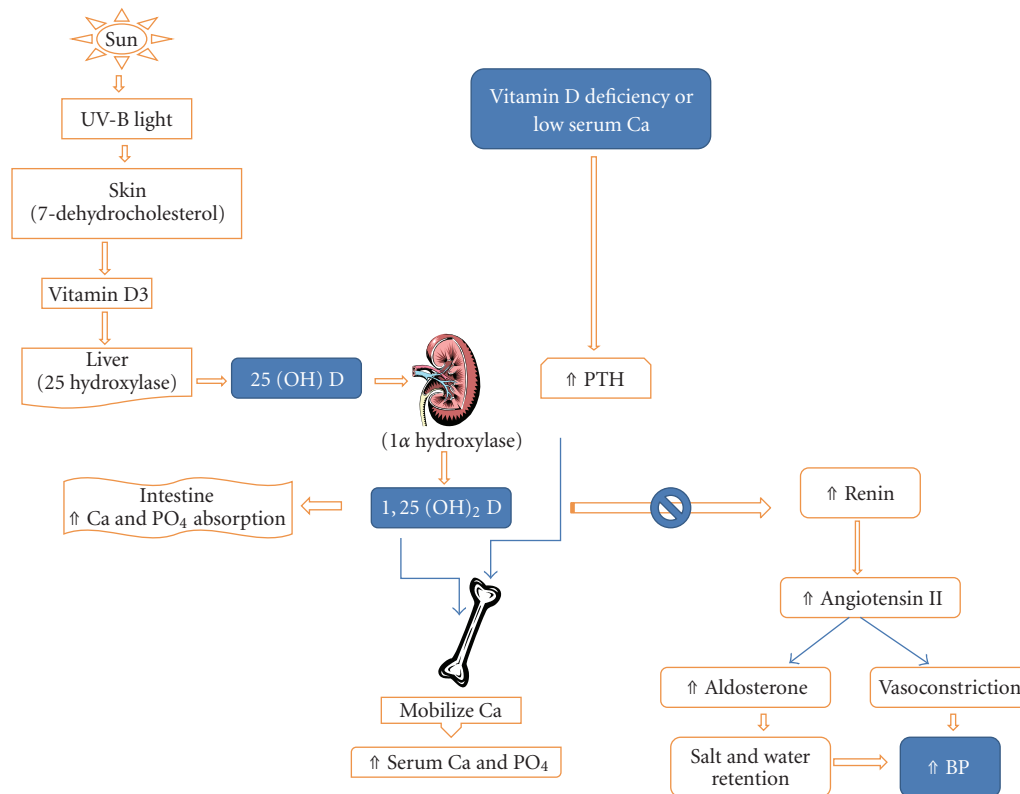 Sun
UV-B light
Skin
(7-dehydrocholesterol)
Vitamin D3
Liver
(25 hydroxylase)
25 (OH) D
(1α hydroxylase)
1, 25 (OH)₂ D
Intestine
⇑ Ca and PO₄ absorption
Vitamin D deficiency or
low serum Ca
⇑ PTH
Mobilize Ca
⇑ Serum Ca and PO₄
⇑ Renin
⇑ Angiotensin II
⇑ Aldosterone
Vasoconstriction
Salt and water
retention
⇑ BP